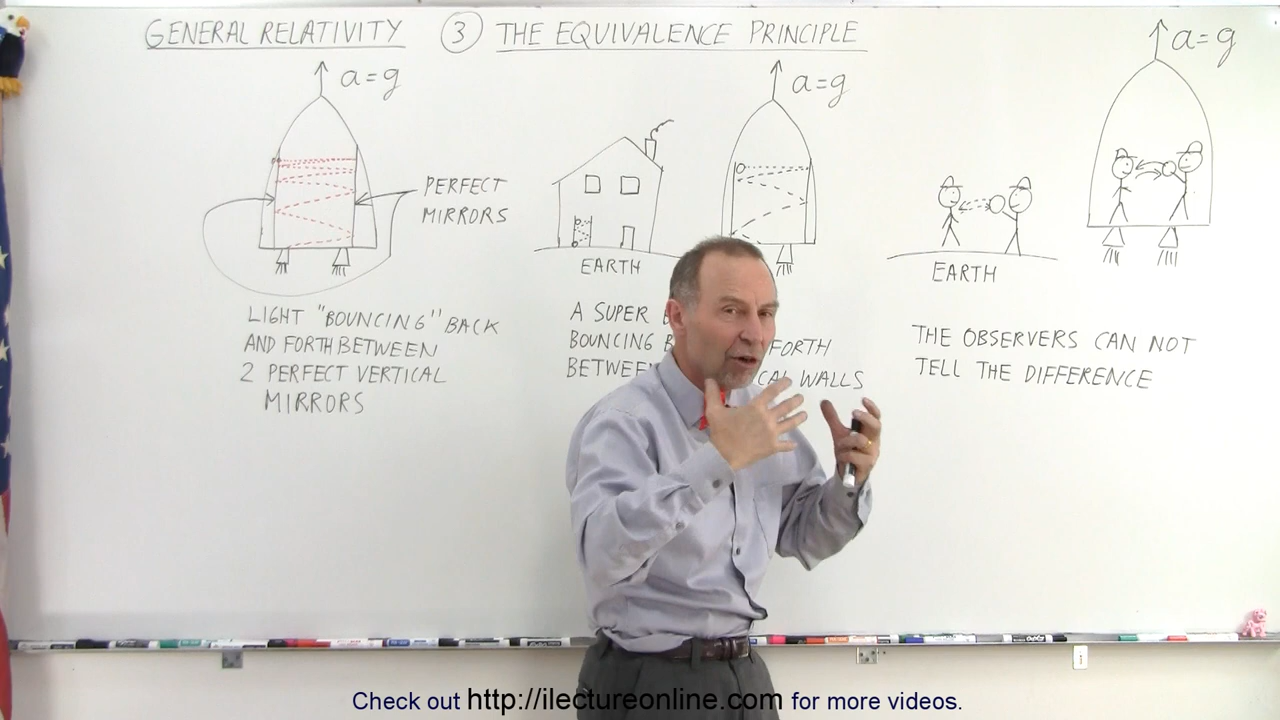 GENERAL RELATIVITY ③ THE EQUIVALENCE PRINCIPLE
a=g
PERFECT
MIRRORS
LIGHT "BOUNCING" BACK
AND FORTH BETWEEN
2 PERFECT VERTICAL
MIRRORS
a=g
EARTH
A SUPER
BOUNCING FORTH
WALLS
a=g
EARTH
THE OBSERVERS CAN NOT
TELL THE DIFFERENCE
Check out http://ilectureonline.com for more videos.